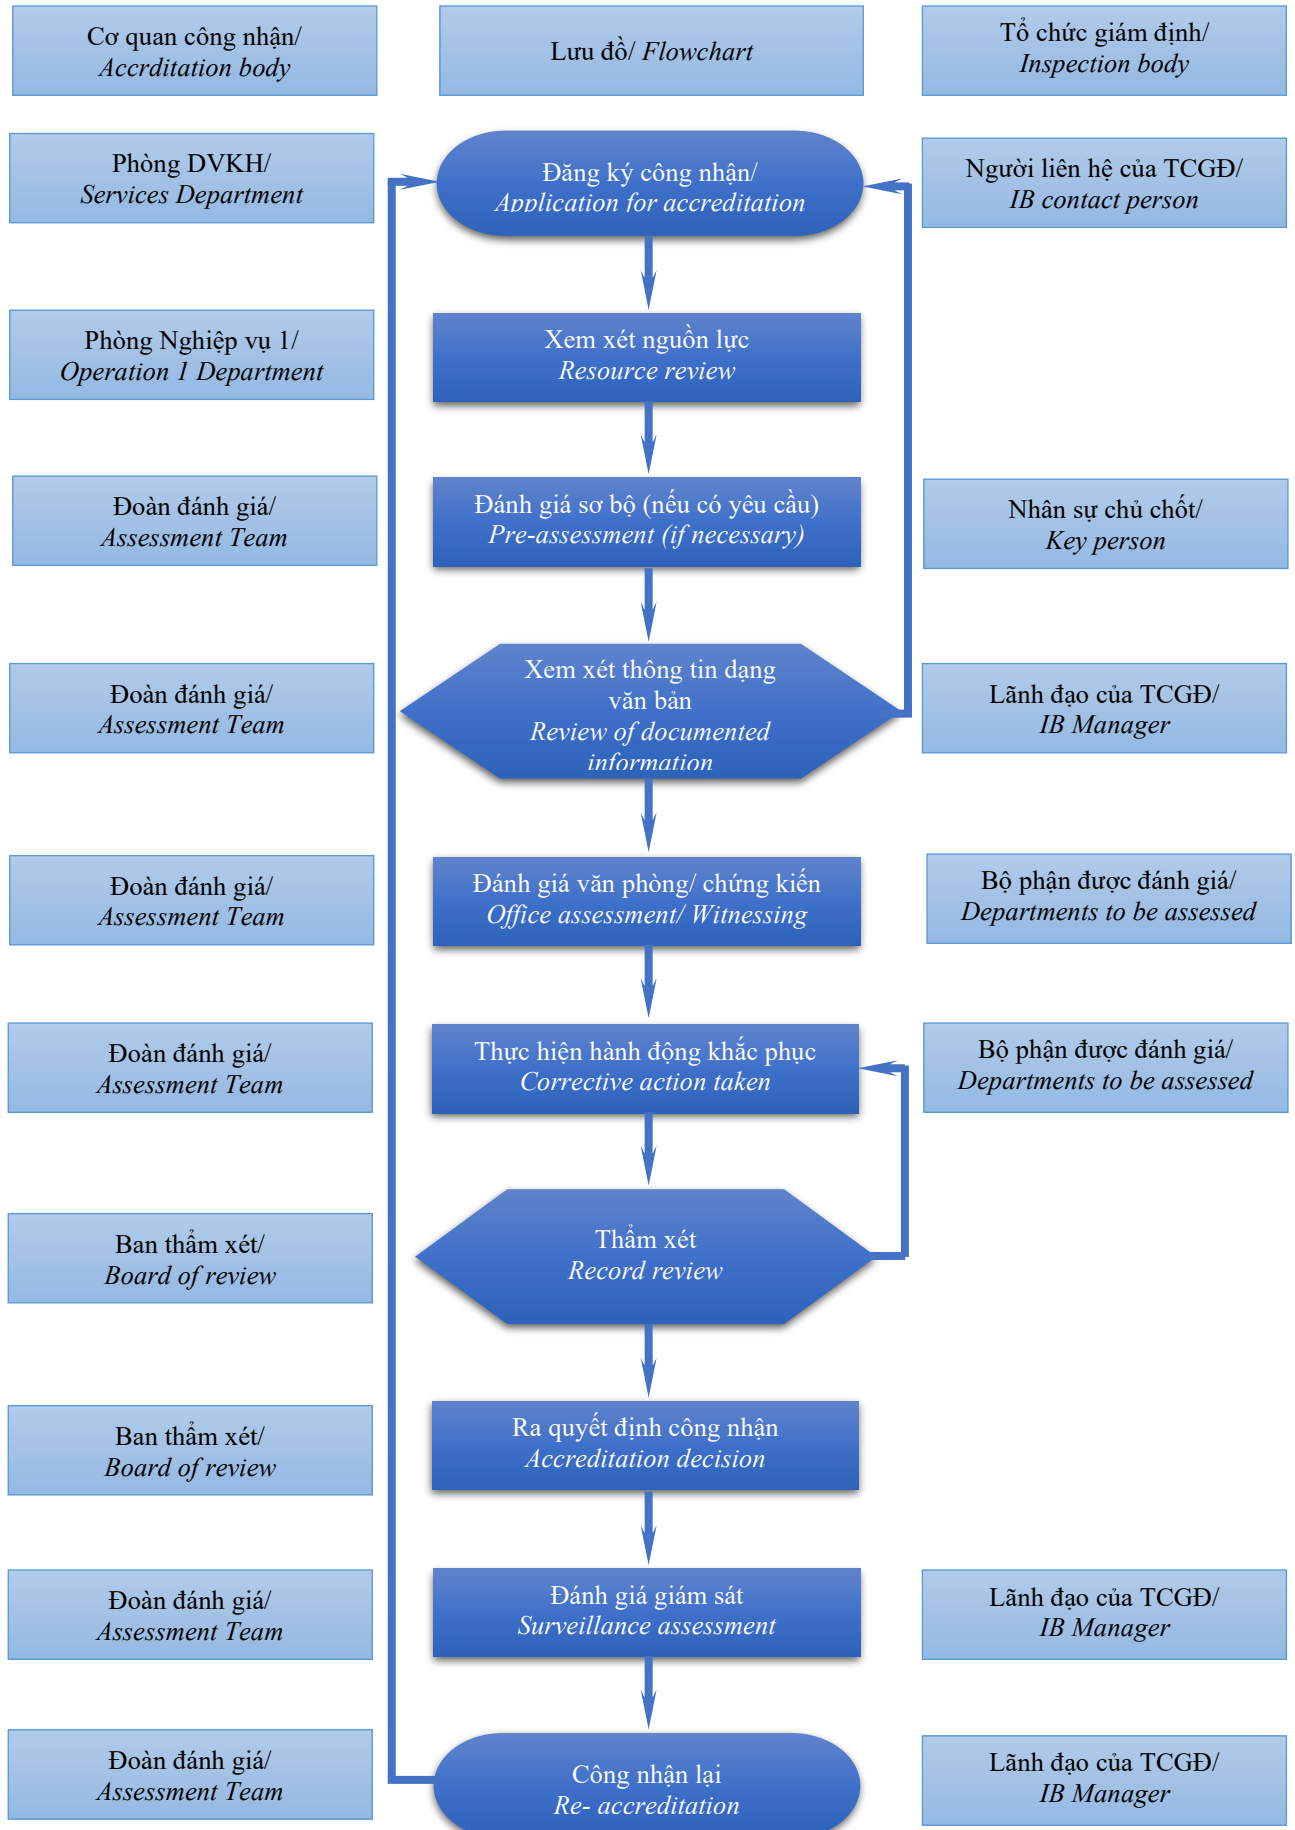 Cơ quan công nhận/
Accrditation body
Lưu đồ/ Flowchart
Tổ chức giám định/
Inspection body
Phòng DVKH/
Services Department
Đăng ký công nhận/
Application for accreditation
Người liên hệ của TCGĐ/
IB contact person
Phòng Nghiệp vụ 1/
Operation 1 Department
Xem xét nguồn lực
Resource review
Đoàn đánh giá/
Assessment Team
Đánh giá sơ bộ (nếu có yêu cầu)
Pre-assessment (if necessary)
Nhân sự chủ chốt/
Key person
Đoàn đánh giá/
Assessment Team
Xem xét thông tin dạng
văn bản
Review of documented
information
Lãnh đạo của TCGĐ/
IB Manager
Đoàn đánh giá/
Assessment Team
Đánh giá văn phòng/ chứng kiến
Office assessment/ Witnessing
Bộ phận được đánh giá/
Departments to be assessed
Đoàn đánh giá/
Assessment Team
Thực hiện hành động khắc phục
Corrective action taken
Bộ phận được đánh giá/
Departments to be assessed
Ban thẩm xét/
Board of review
Thẩm xét
Record review
Ban thẩm xét/
Board of review
Ra quyết định công nhận
Accreditation decision
Đoàn đánh giá/
Assessment Team
Đánh giá giám sát
Surveillance assessment
Lãnh đạo của TCGĐ/
IB Manager
Đoàn đánh giá/
Assessment Team
Công nhận lại
Re- accreditation
Lãnh đạo của TCGĐ/
IB Manager